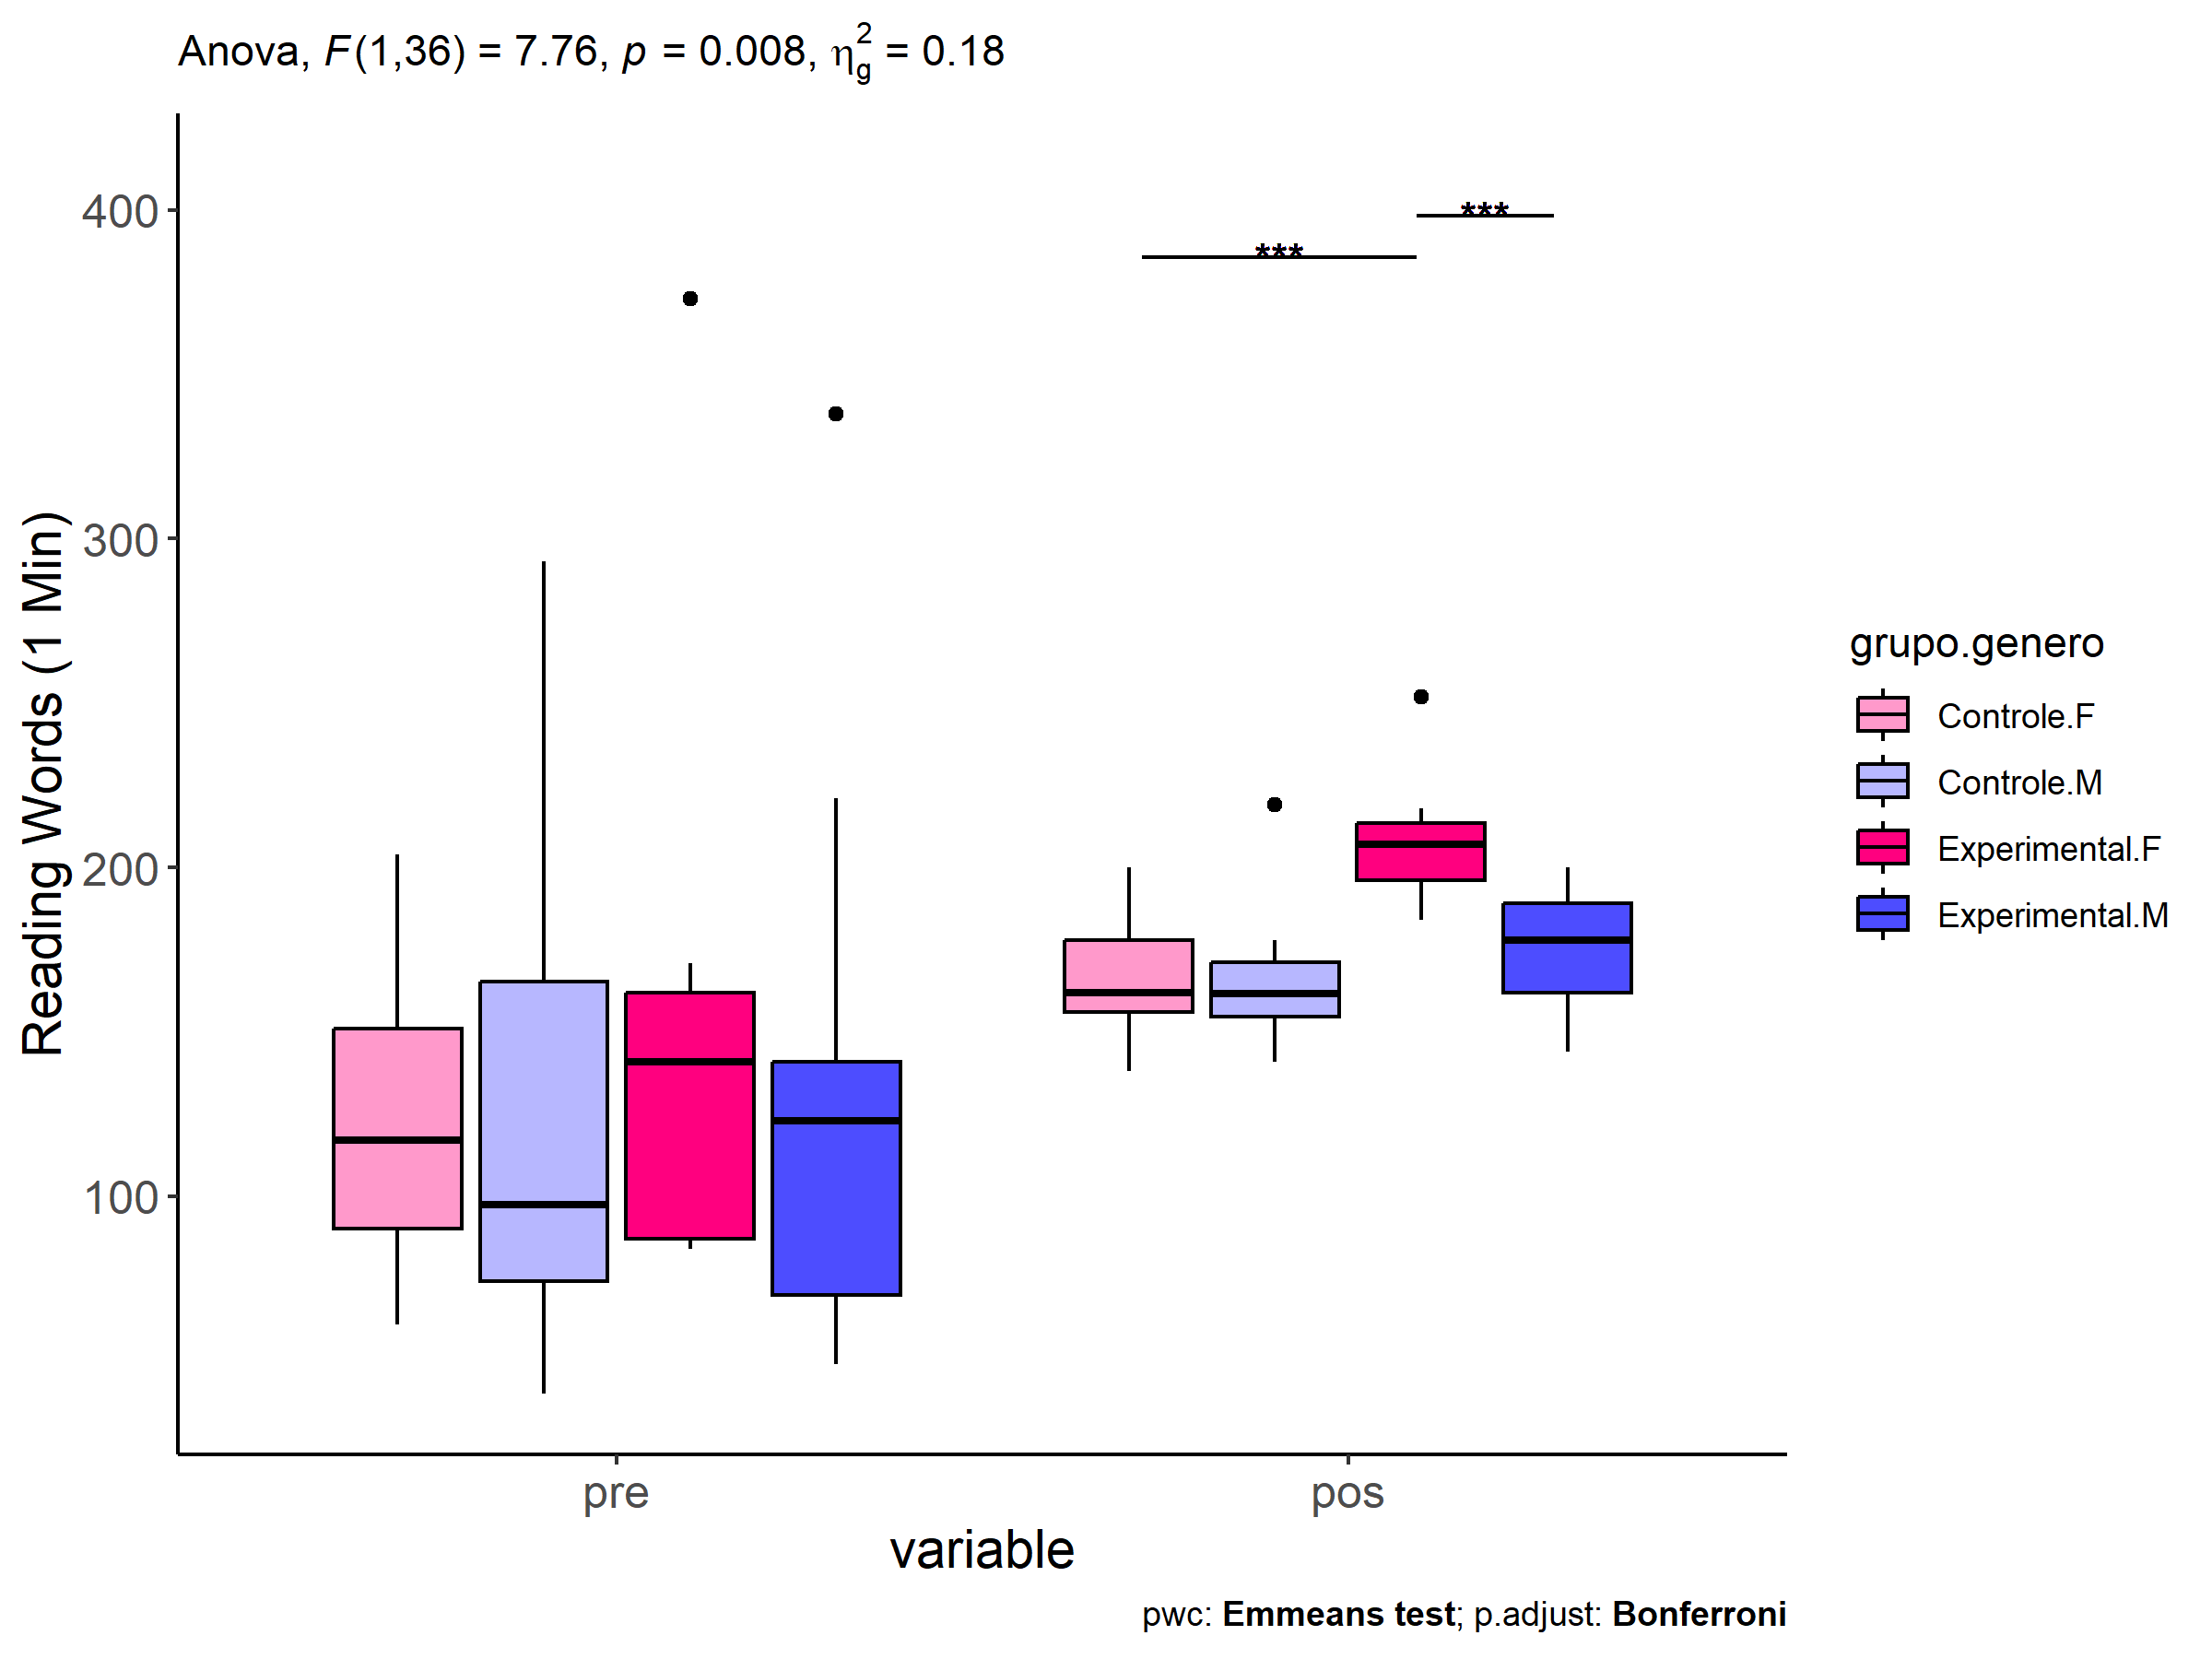 Anova, F(1,36) = 7.76, p = 0.008, η²g = 0.18
Reading Words (1 Min)
400
300
200
100
***
***
pre
pos
variable
grupo.genero
Controle.F
Controle.M
Experimental.F
Experimental.M
pwc: Emmeans test; p.adjust: Bonferroni